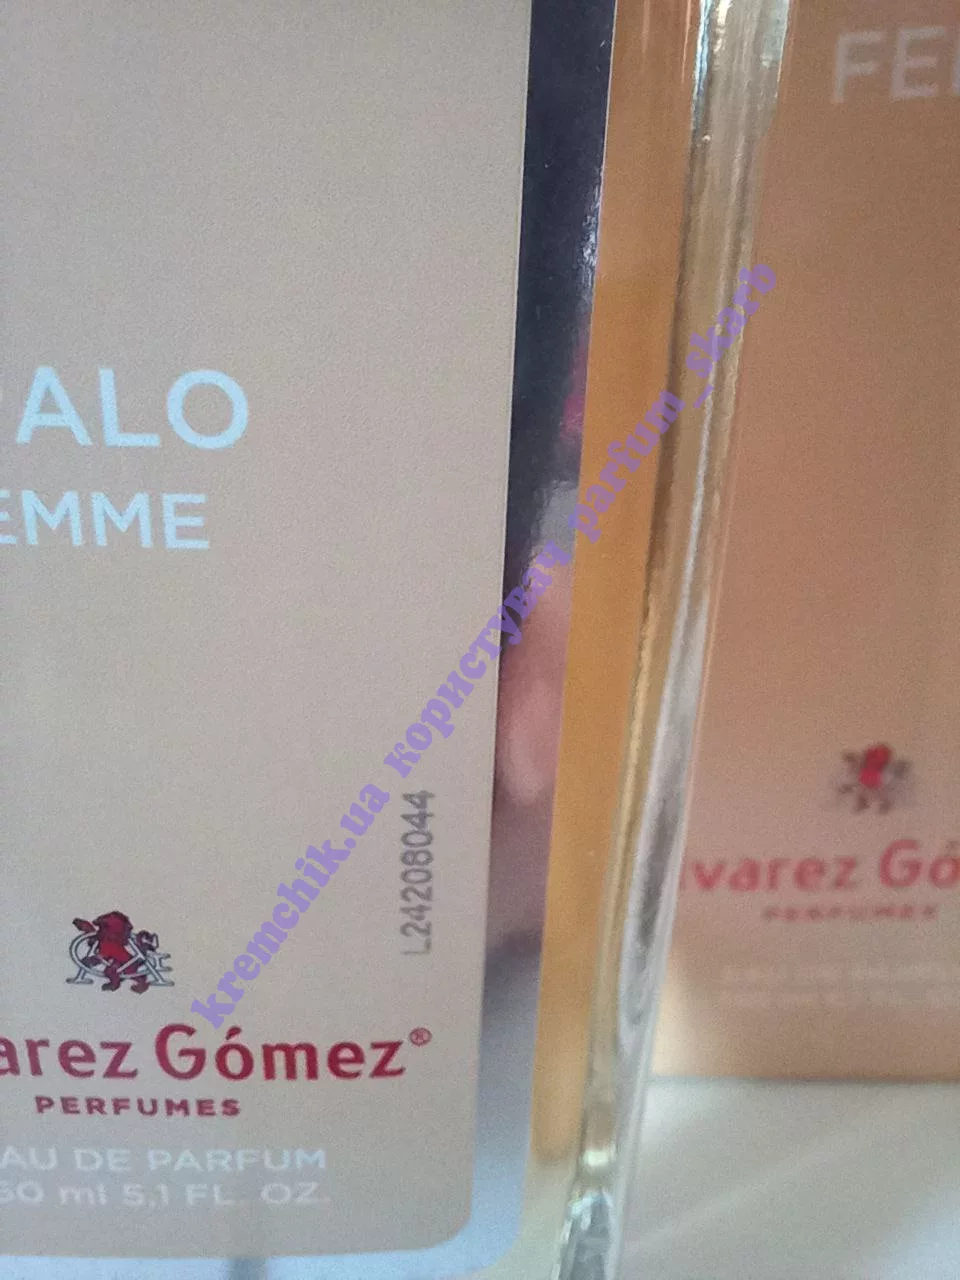 ALO
EMME
L24208044
arez Gómez®
PERFUMES
AU DE PARFUM
50 ml 5,1 FL. OZ.
FE
varez Gó
PERFUMES
kremchik.ua користувач parfum_skarb